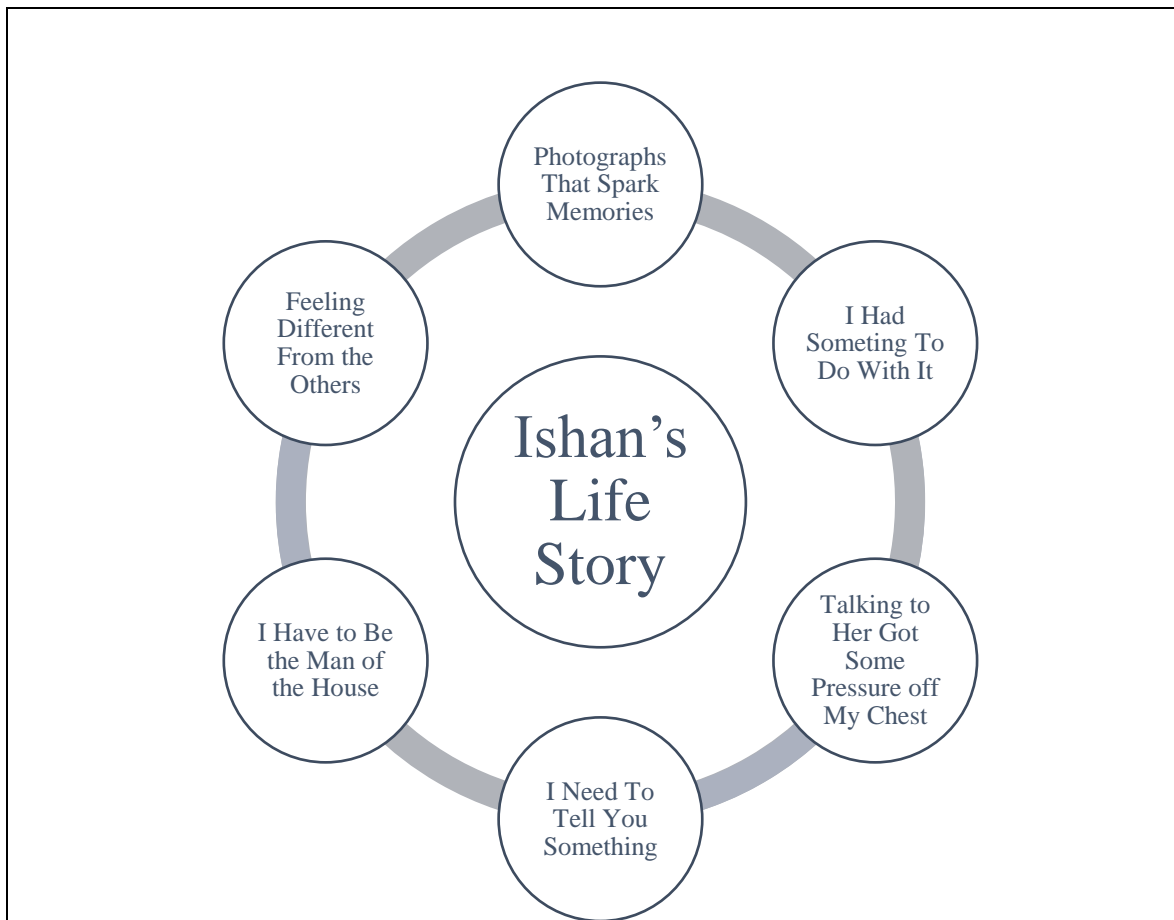 Photographs
That Spark
Memories
I Had
Someting To
Do With It
Talking to
Her Got
Some
Pressure off
My Chest
I Need To
Tell You
Something
I Have to Be
the Man of
the House
Feeling
Different
From the
Others
Ishan’s
Life
Story